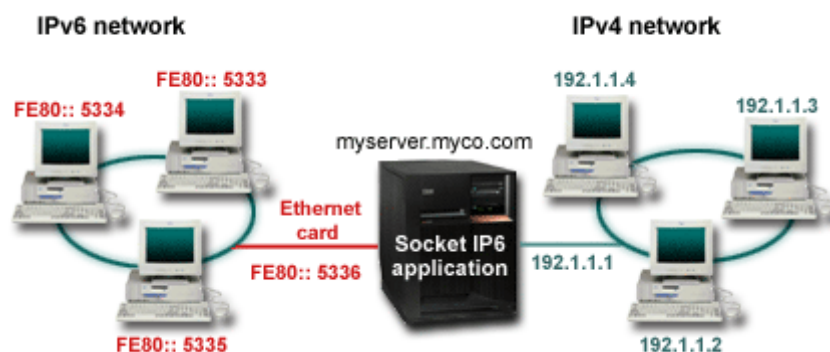 IPv6 network
IPv4 network
FE80:: 5333
FE80:: 5334
192.1.1.4
192.1.1.3
myserver.myco.com
Ethernet
card
Socket IP6
application
FE80:: 5336
192.1.1.1
FE80:: 5335
192.1.1.2